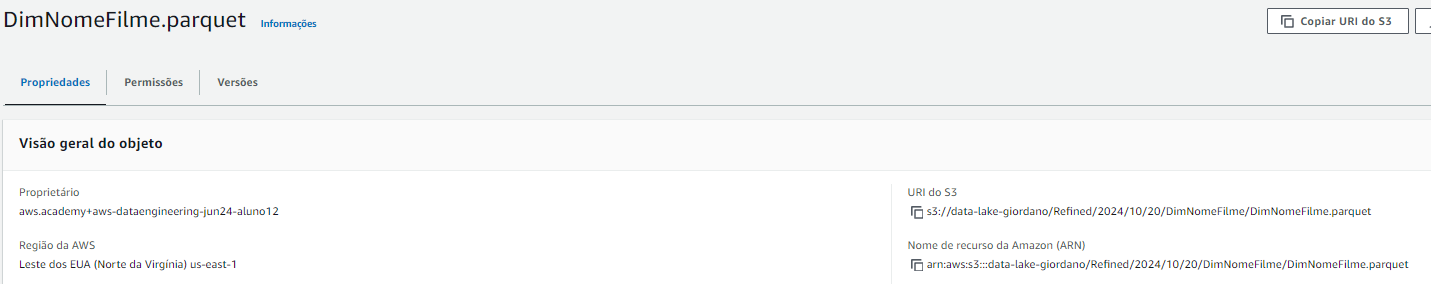 DimNomeFilme.parquet Informações
Copiar URI do S3
Propriedades Permissões Versões
Visão geral do objeto
Proprietário
aws.academy+aws-dataengineering-jun24-aluno12
Região da AWS
Leste dos EUA (Norte da Virgínia) us-east-1
URI do S3
s3://data-lake-giordano/Refined/2024/10/20/DimNomeFilme/DimNomeFilme.parquet
Nome de recurso da Amazon (ARN)
arn:aws:s3:::data-lake-giordano/Refined/2024/10/20/DimNomeFilme/DimNomeFilme.parquet